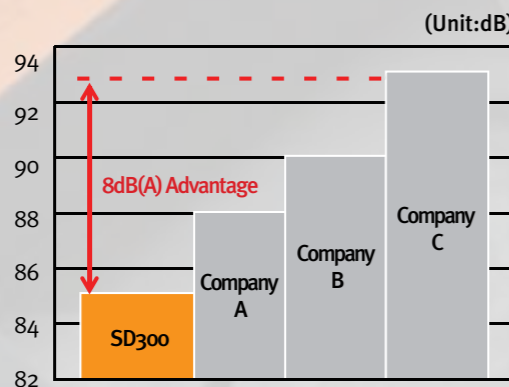 (Unit:dB)
94
92
90
88
86
84
82
8dB(A) Advantage
SD300
Company
A
Company
B
Company
C